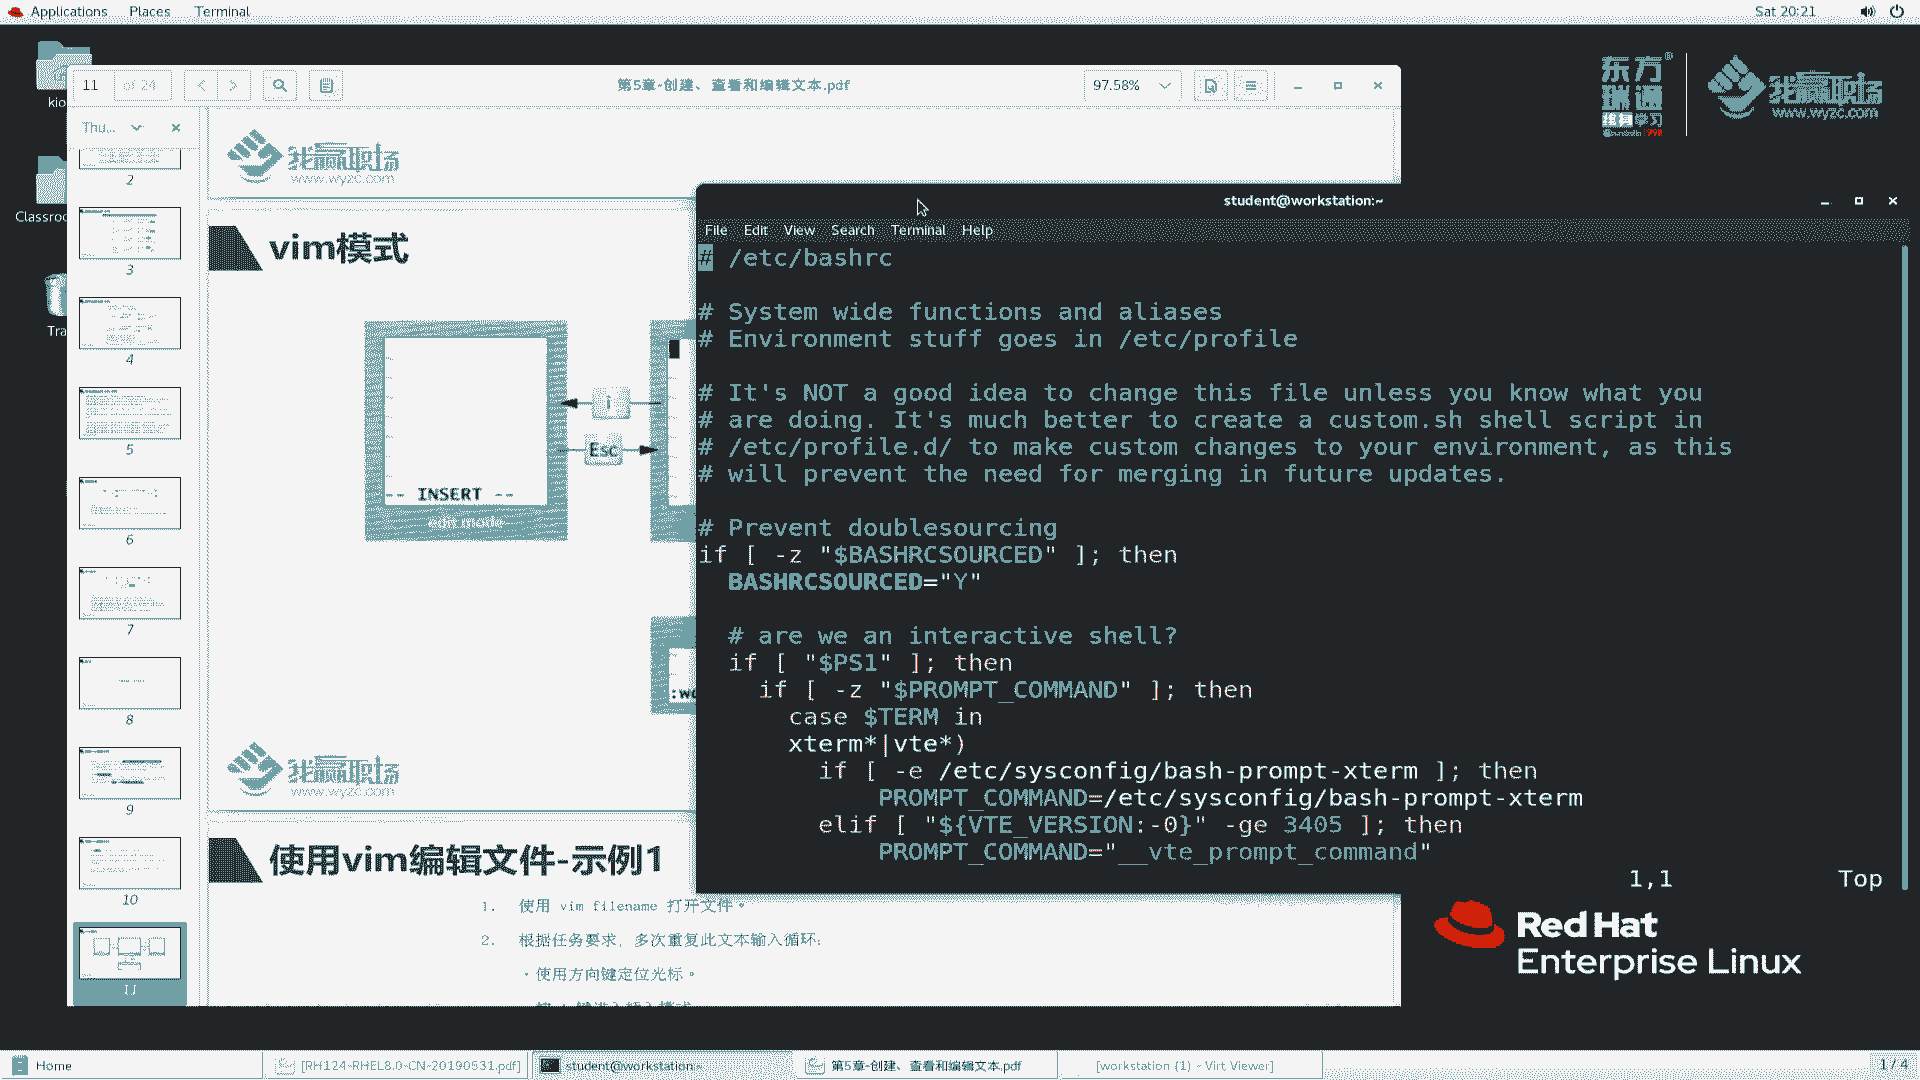 Applications Places Terminal
Sat 20:21
11 of 24
第5章-创建、查看和编辑文本.pdf
97.58%
Thu...
kio
Classroo
Tra
2
3
4
5
6
7
8
9
10
11
我赢职场
www.wyzc.com
vim模式
i
Esc
-- INSERT --
edit mode
我赢职场
www.wyzc.com
使用vim编辑文件-示例1
1. 使用 vim filename 打开文件。
2. 根据任务要求，多次重复此文本输入循环：
·使用方向键定位光标。
东方瑞通
终身学习
我赢职场
www.wyzc.com
student@workstation:~
File Edit View Search Terminal Help
# /etc/bashrc
# System wide functions and aliases
# Environment stuff goes in /etc/profile
# It's NOT a good idea to change this file unless you know what you
# are doing. It's much better to create a custom.sh shell script in
# /etc/profile.d/ to make custom changes to your environment, as this
# will prevent the need for merging in future updates.
# Prevent doublesourcing
if [ -z "$BASHRCSOURCED" ]; then
BASHRCSOURCED="Y"
# are we an interactive shell?
if [ "$PS1" ]; then
if [ -z "$PROMPT_COMMAND" ]; then
case $TERM in
xterm*|vte*)
if [ -e /etc/sysconfig/bash-prompt-xterm ]; then
PROMPT_COMMAND=/etc/sysconfig/bash-prompt-xterm
elif [ "${VTE_VERSION:-0}" -ge 3405 ]; then
PROMPT_COMMAND="__vte_prompt_command"
1,1 Top
Red Hat
Enterprise Linux
Home
[RH124-RHEL8.0-CN-20190531.pdf]
student@workstation:~
第5章-创建、查看和编辑文本.pdf
[workstation (1) - Virt Viewer]
1 / 4